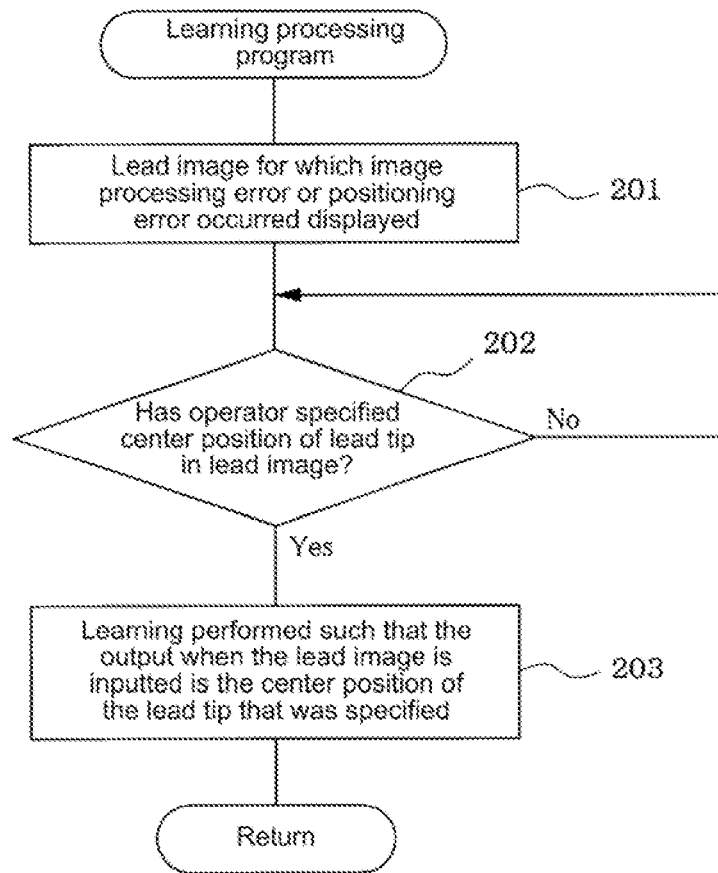 Learning processing
program
Lead image for which image
processing error or positioning
error occurred displayed
201
202
Has operator specified
center position of lead tip
in lead image?
No
Yes
Learning performed such that the
output when the lead image is
inputted is the center position of
the lead tip that was specified
203
Return